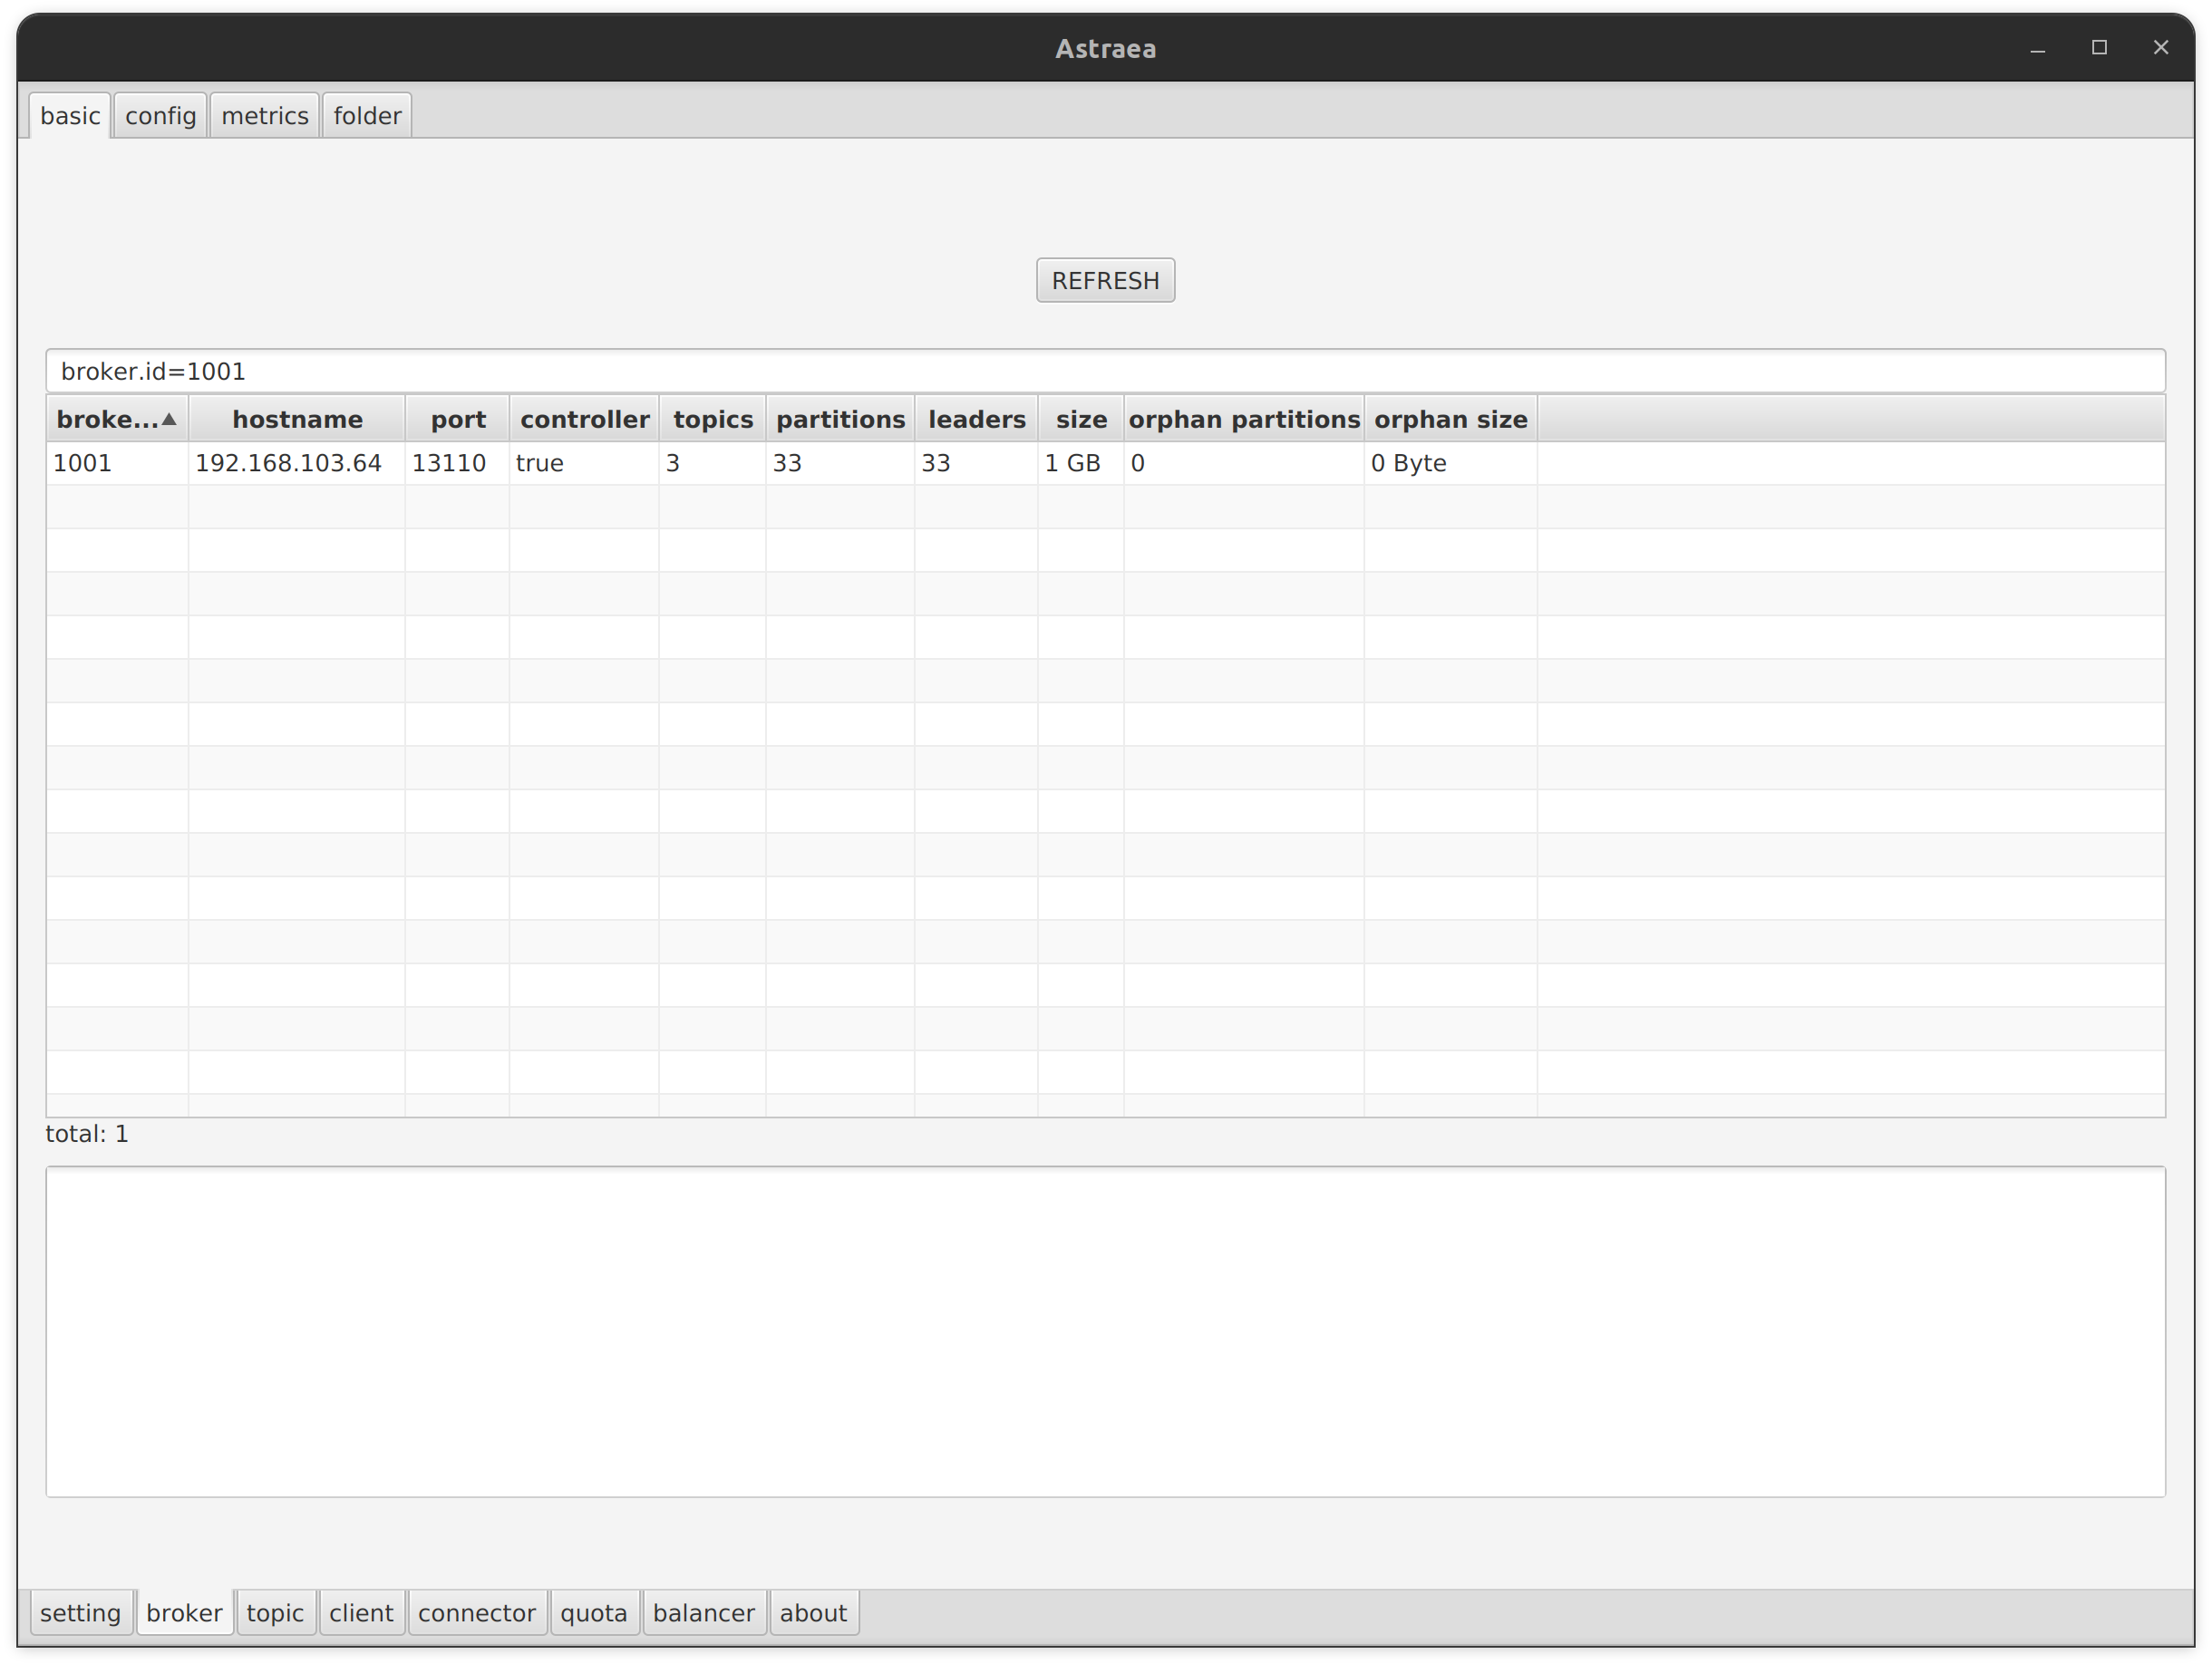 Astraea
basic config metrics folder
REFRESH
broker.id=1001
broke... hostname port controller topics partitions leaders size orphan partitions orphan size
1001 192.168.103.64 13110 true 3 33 33 1 GB 0 0 Byte
total: 1
setting broker topic client connector quota balancer about